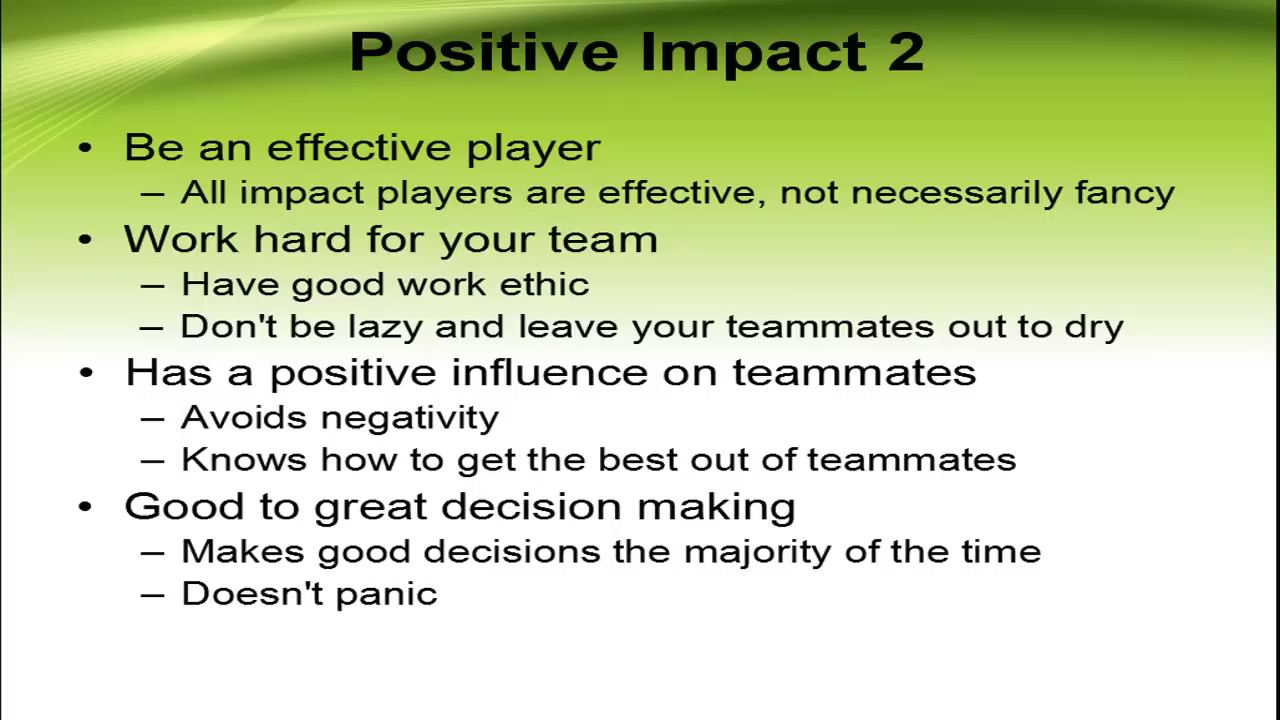 Positive Impact 2
• Be an effective player
– All impact players are effective, not necessarily fancy
• Work hard for your team
– Have good work ethic
– Don't be lazy and leave your teammates out to dry
• Has a positive influence on teammates
– Avoids negativity
– Knows how to get the best out of teammates
• Good to great decision making
– Makes good decisions the majority of the time
– Doesn't panic